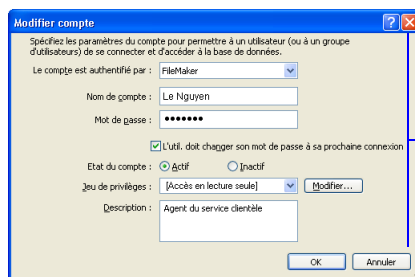 Modifier compte
Spécifiez les paramètres du compte pour permettre à un utilisateur (ou à un groupe
d'utilisateurs) de se connecter et d'accéder à la base de données.
Le compte est authentifié par : FileMaker
Nom de compte : Le Nguyen
Mot de passe : •••••••
L'util. doit changer son mot de passe à sa prochaine connexion
Etat du compte : Actif Inactif
Jeu de privilèges : [Accès en lecture seule] Modifier...
Description : Agent du service clientèle
OK Annuler